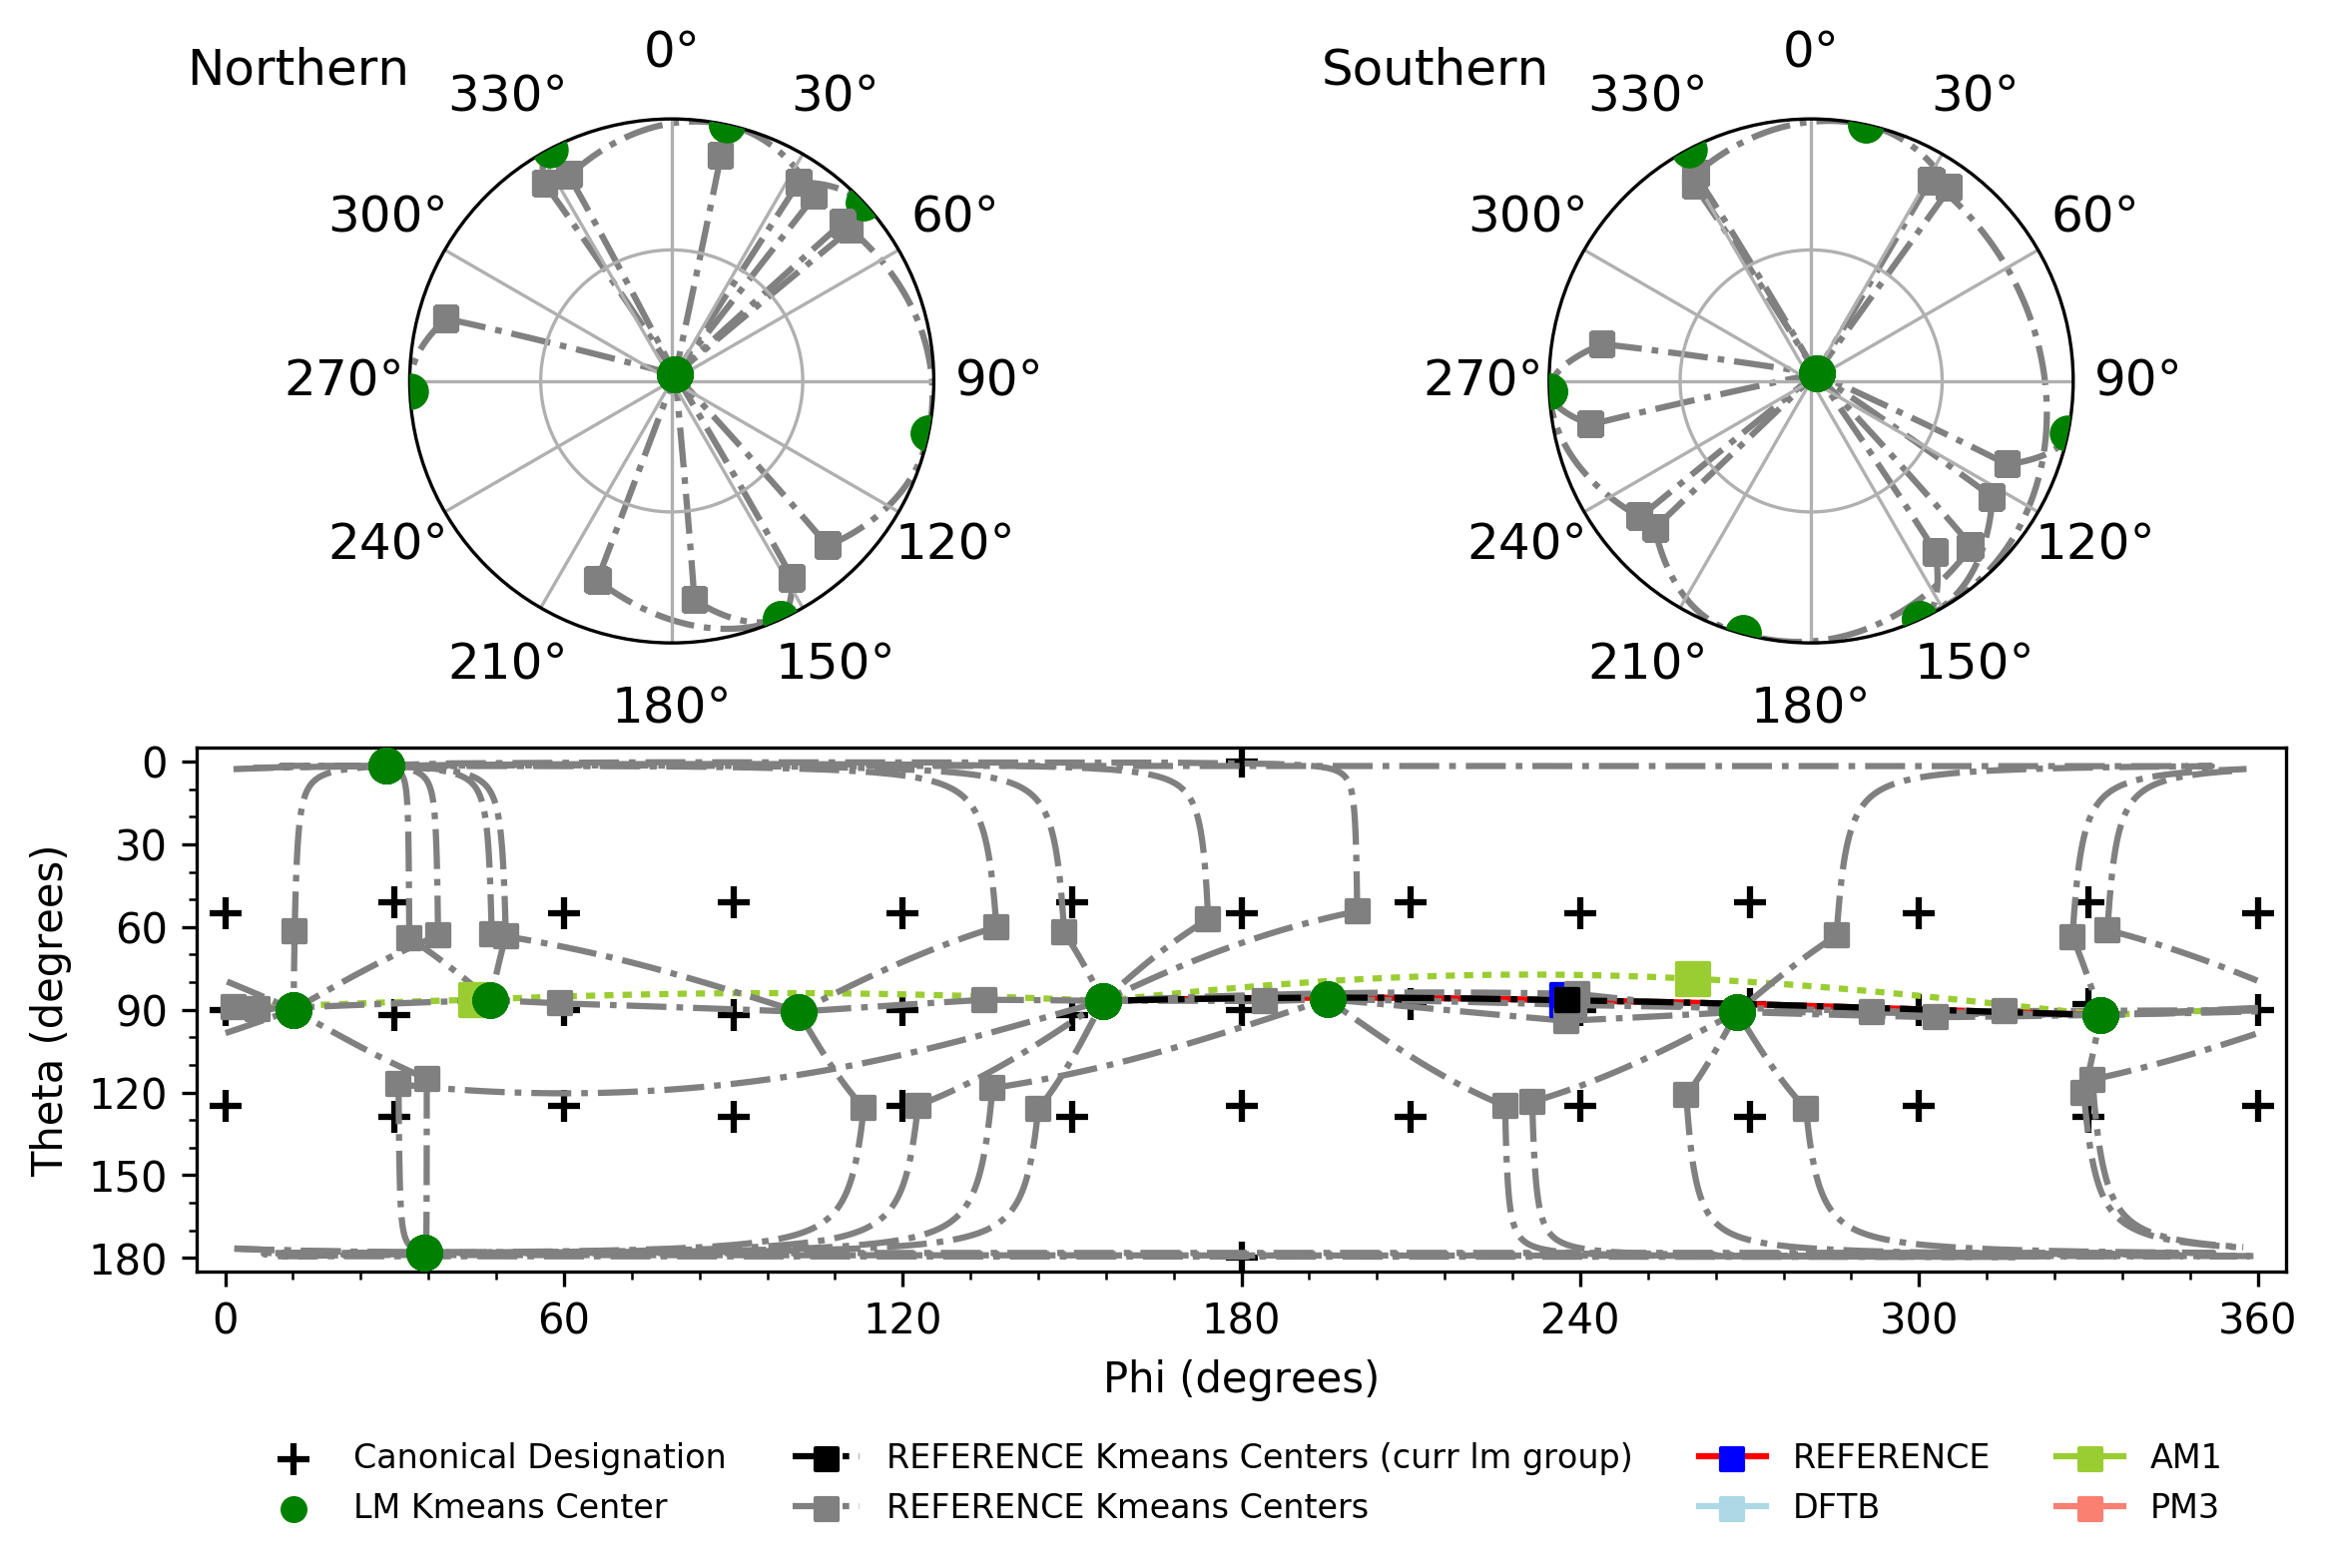 Northern
0°
30°
60°
90°
120°
150°
180°
210°
240°
270°
300°
330°
Southern
0°
30°
60°
90°
120°
150°
180°
210°
240°
270°
300°
330°
Theta (degrees)
0
30
60
90
120
150
180
0 60 120 180 240 300 360
Phi (degrees)
Canonical Designation
LM Kmeans Center
REFERENCE Kmeans Centers (curr lm group)
REFERENCE Kmeans Centers
REFERENCE
DFTB
AM1
PM3